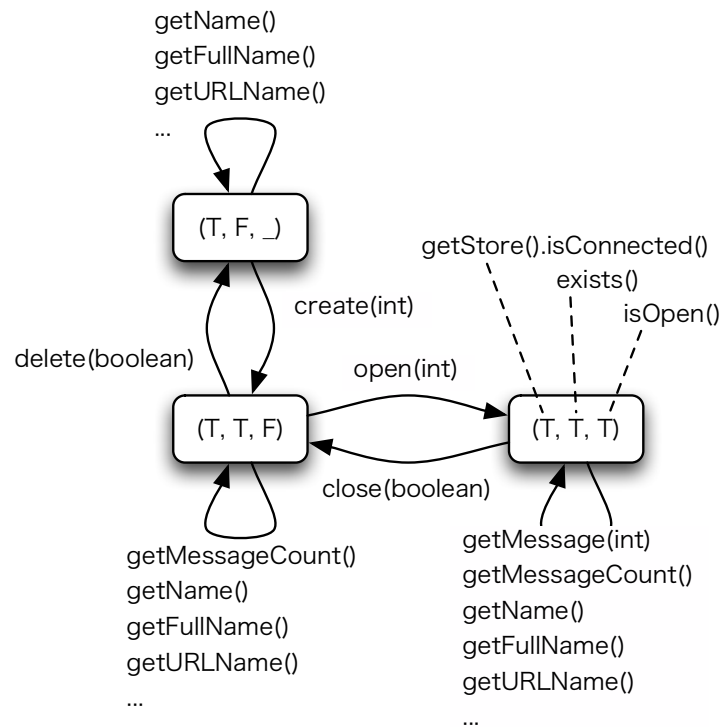 getName()
getFullName()
getURLName()
...
(T, F, _)
getStore().isConnected()
exists()
isOpen()
create(int)
delete(boolean)
open(int)
(T, T, F)
(T, T, T)
close(boolean)
getMessageCount()
getName()
getFullName()
getURLName()
...
getMessage(int)
getMessageCount()
getName()
getFullName()
getURLName()
...